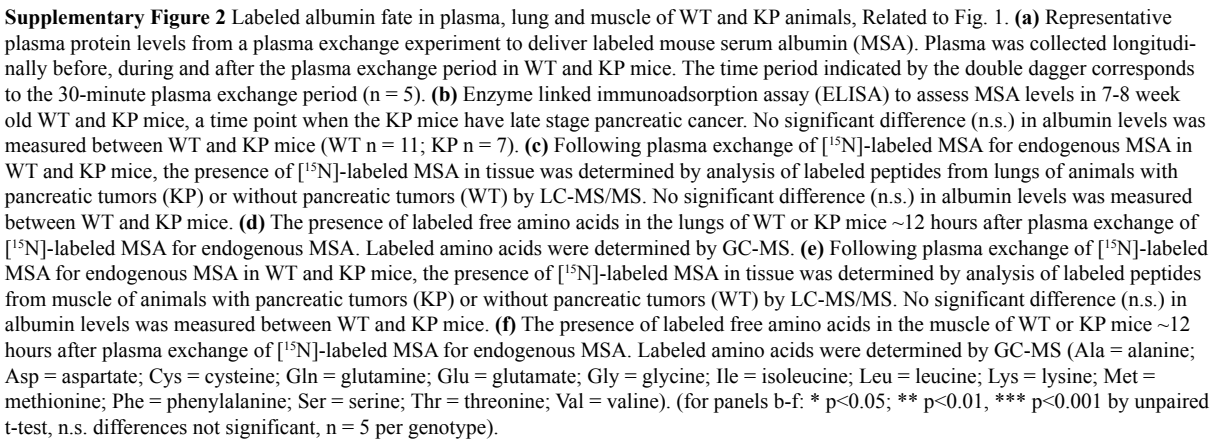 Supplementary Figure 2 Labeled albumin fate in plasma, lung and muscle of WT and KP animals, Related to Fig. 1. (a) Representative
plasma protein levels from a plasma exchange experiment to deliver labeled mouse serum albumin (MSA). Plasma was collected longitudi-
nally before, during and after the plasma exchange period in WT and KP mice. The time period indicated by the double dagger corresponds
to the 30-minute plasma exchange period (n = 5). (b) Enzyme linked immunoadsorption assay (ELISA) to assess MSA levels in 7-8 week
old WT and KP mice, a time point when the KP mice have late stage pancreatic cancer. No significant difference (n.s.) in albumin levels was
measured between WT and KP mice (WT n = 11; KP n = 7). (c) Following plasma exchange of [¹⁵N]-labeled MSA for endogenous MSA in
WT and KP mice, the presence of [¹⁵N]-labeled MSA in tissue was determined by analysis of labeled peptides from lungs of animals with
pancreatic tumors (KP) or without pancreatic tumors (WT) by LC-MS/MS. No significant difference (n.s.) in albumin levels was measured
between WT and KP mice. (d) The presence of labeled free amino acids in the lungs of WT or KP mice ~12 hours after plasma exchange of
[¹⁵N]-labeled MSA for endogenous MSA. Labeled amino acids were determined by GC-MS. (e) Following plasma exchange of [¹⁵N]-labeled
MSA for endogenous MSA in WT and KP mice, the presence of [¹⁵N]-labeled MSA in tissue was determined by analysis of labeled peptides
from muscle of animals with pancreatic tumors (KP) or without pancreatic tumors (WT) by LC-MS/MS. No significant difference (n.s.) in
albumin levels was measured between WT and KP mice. (f) The presence of labeled free amino acids in the muscle of WT or KP mice ~12
hours after plasma exchange of [¹⁵N]-labeled MSA for endogenous MSA. Labeled amino acids were determined by GC-MS (Ala = alanine;
Asp = aspartate; Cys = cysteine; Gln = glutamine; Glu = glutamate; Gly = glycine; Ile = isoleucine; Leu = leucine; Lys = lysine; Met =
methionine; Phe = phenylalanine; Ser = serine; Thr = threonine; Val = valine). (for panels b-f: * p<0.05; ** p<0.01, *** p<0.001 by unpaired
t-test, n.s. differences not significant, n = 5 per genotype).